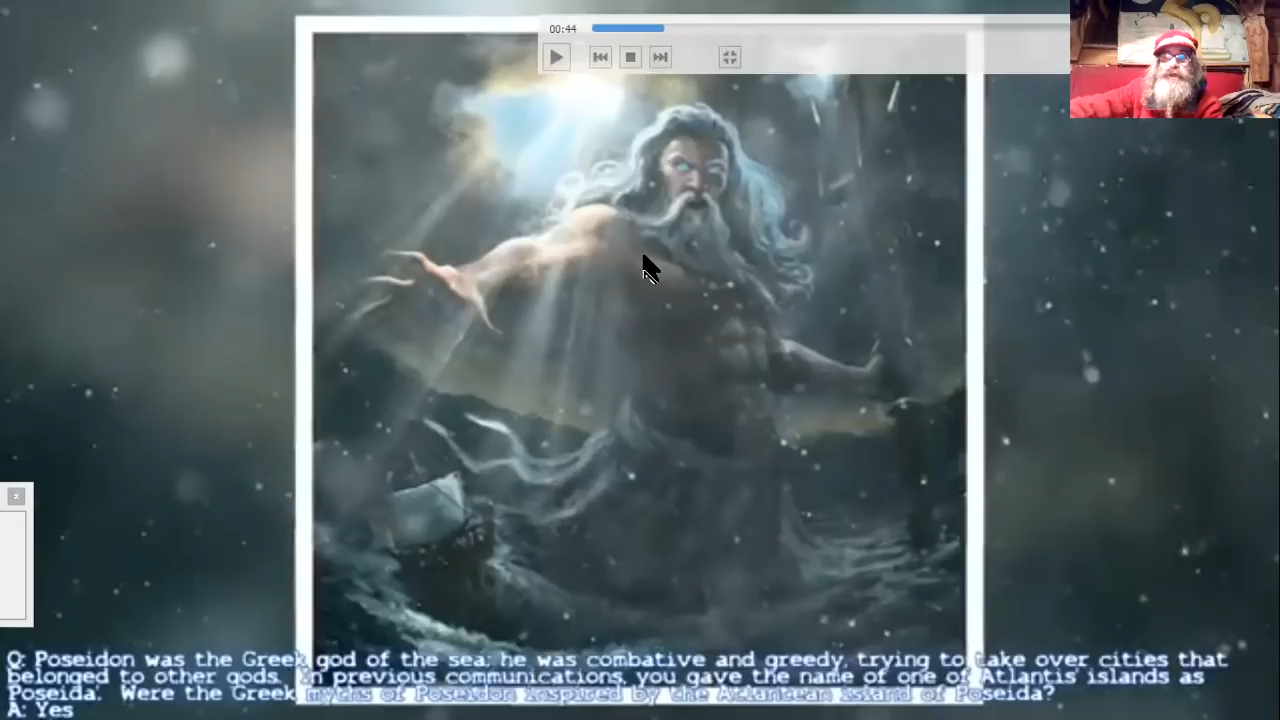 00:44
Q: Poseidon was the Greek god of the sea; he was combative and greedy, trying to take over cities that
belonged to other gods. In previous communications, you gave the name of one of Atlantis' islands as
'Poseida'. Were the Greek myths of Poseidon inspired by the Atlantean island of Poseida?
A: Yes